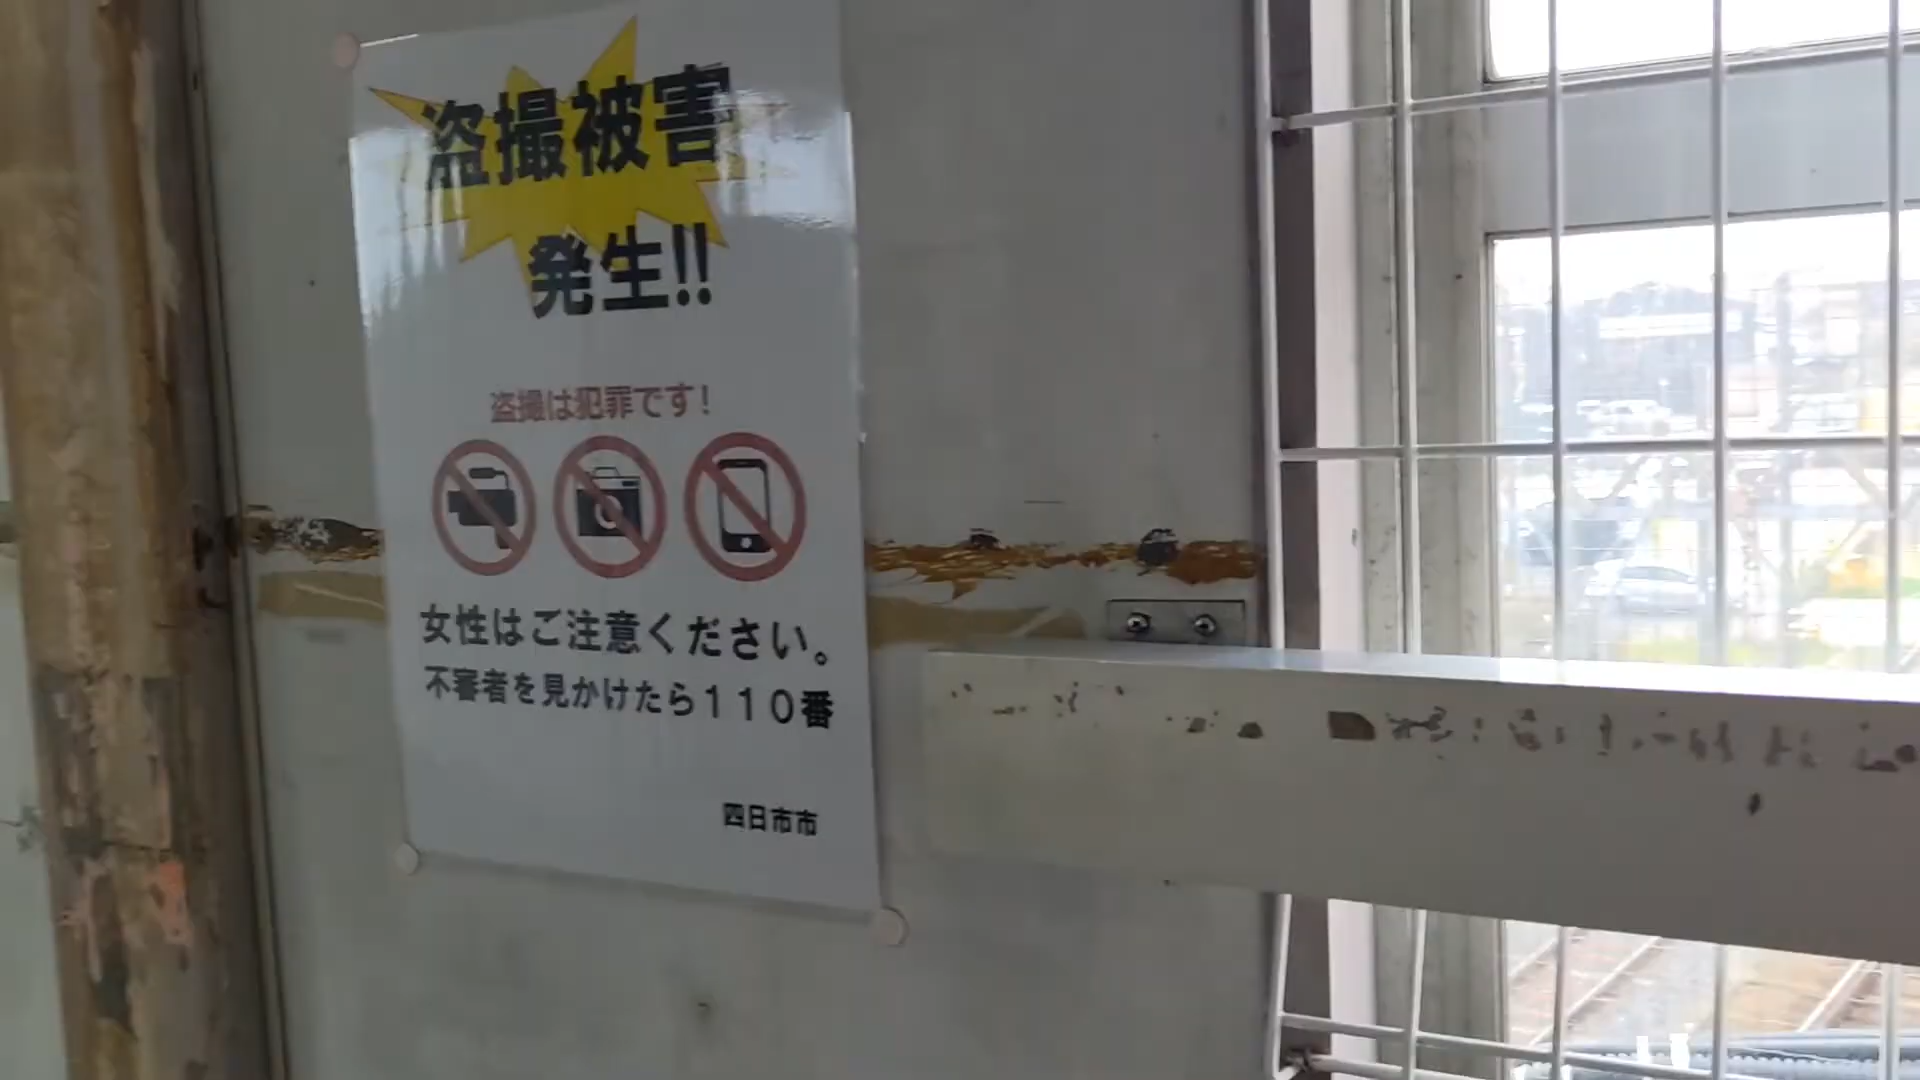 盗撮被害
発生!!
盗撮は犯罪です!
女性はご注意ください。
不審者を見かけたら110番
四日市市